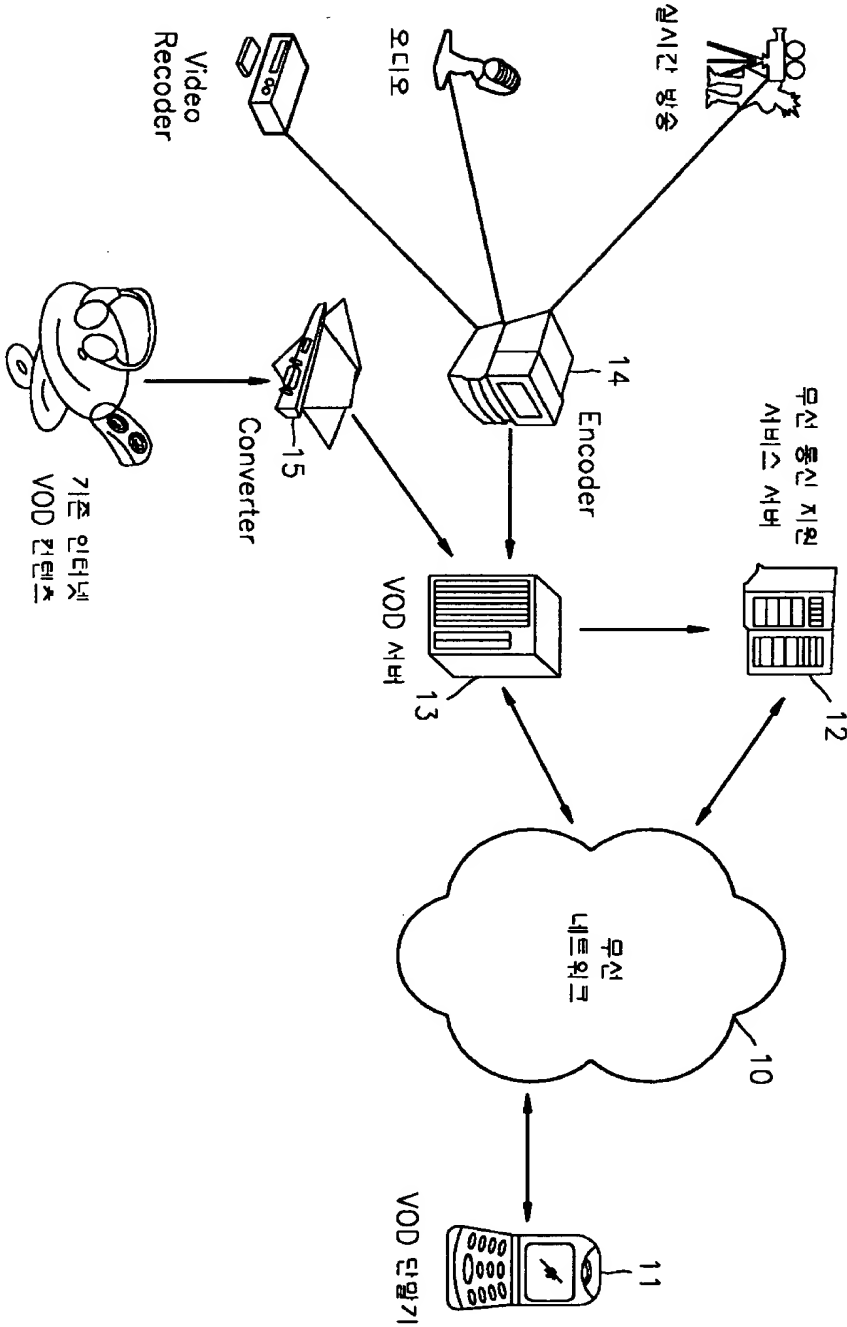 실시간 방송
오디오
Video
Recoder
14
Encoder
15
Converter
기존 인터넷
VOD 컨텐츠
무선 통신 지원
서비스 서버
12
VOD 서버
13
무선
네트워크
10
VOD 단말기
11